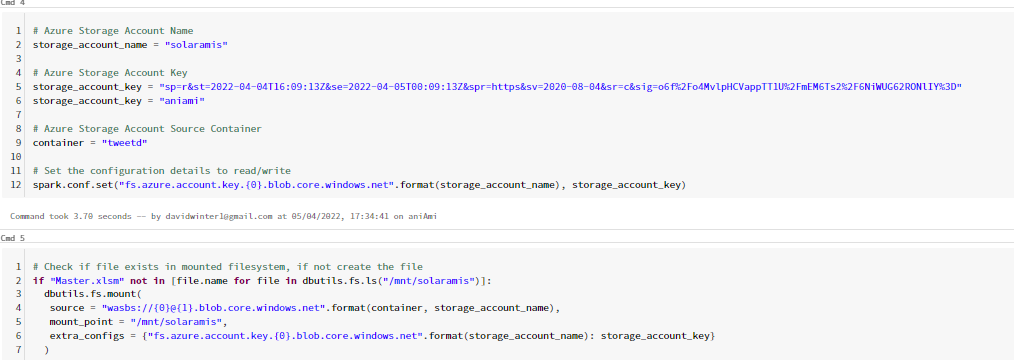 Cmd 4
1 # Azure Storage Account Name
2 storage_account_name = "solaramis"
3
4 # Azure Storage Account Key
5 storage_account_key = "sp=r&st=2022-04-04T16:09:13Z&se=2022-04-05T00:09:13Z&spr=https&sv=2020-08-04&sr=c&sig=o6f%2Fo4MvlpHCVappTT1U%2FmEM6Ts2%2F6NiWUG62RONlIY%3D"
6 storage_account_key = "aniami"
7
8 # Azure Storage Account Source Container
9 container = "tweetd"
10
11 # Set the configuration details to read/write
12 spark.conf.set("fs.azure.account.key.{0}.blob.core.windows.net".format(storage_account_name), storage_account_key)
Command took 3.70 seconds -- by davidwinter1@gmail.com at 05/04/2022, 17:34:41 on aniAmi
Cmd 5
1 # Check if file exists in mounted filesystem, if not create the file
2 if "Master.xlsm" not in [file.name for file in dbutils.fs.ls("/mnt/solaramis")]:
3 dbutils.fs.mount(
4 source = "wasbs://{0}@{1}.blob.core.windows.net".format(container, storage_account_name),
5 mount_point = "/mnt/solaramis",
6 extra_configs = {"fs.azure.account.key.{0}.blob.core.windows.net".format(storage_account_name): storage_account_key}
7 )